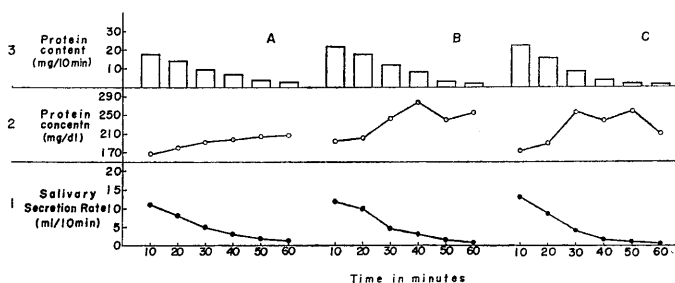 A B C
3 Protein content (mg/10min)
30
20
10
2 Protein concentn (mg/dl)
290
250
210
170
1 Salivary Secretion Rate (ml/10min)
20
15
10
5
0
10 20 30 40 50 60 10 20 30 40 50 60 10 20 30 40 50 60
Time in minutes